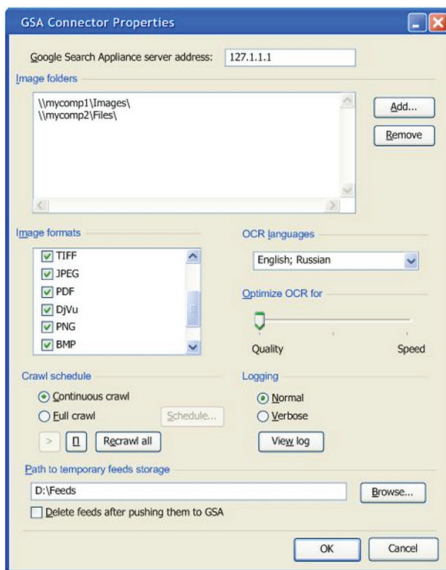 GSA Connector Properties
Google Search Appliance server address: 127.1.1.1
Image folders
\\mycomp1\Images\
\\mycomp2\Files\
Add...
Remove
Image formats
TIFF
JPEG
PDF
DjVu
PNG
BMP
OCR languages
English; Russian
Optimize OCR for
Quality Speed
Crawl schedule
Continuous crawl
Full crawl Schedule...
> Recrawl all
Logging
Normal
Verbose
View log
Path to temporary feeds storage
D:\Feeds Browse...
Delete feeds after pushing them to GSA
OK Cancel